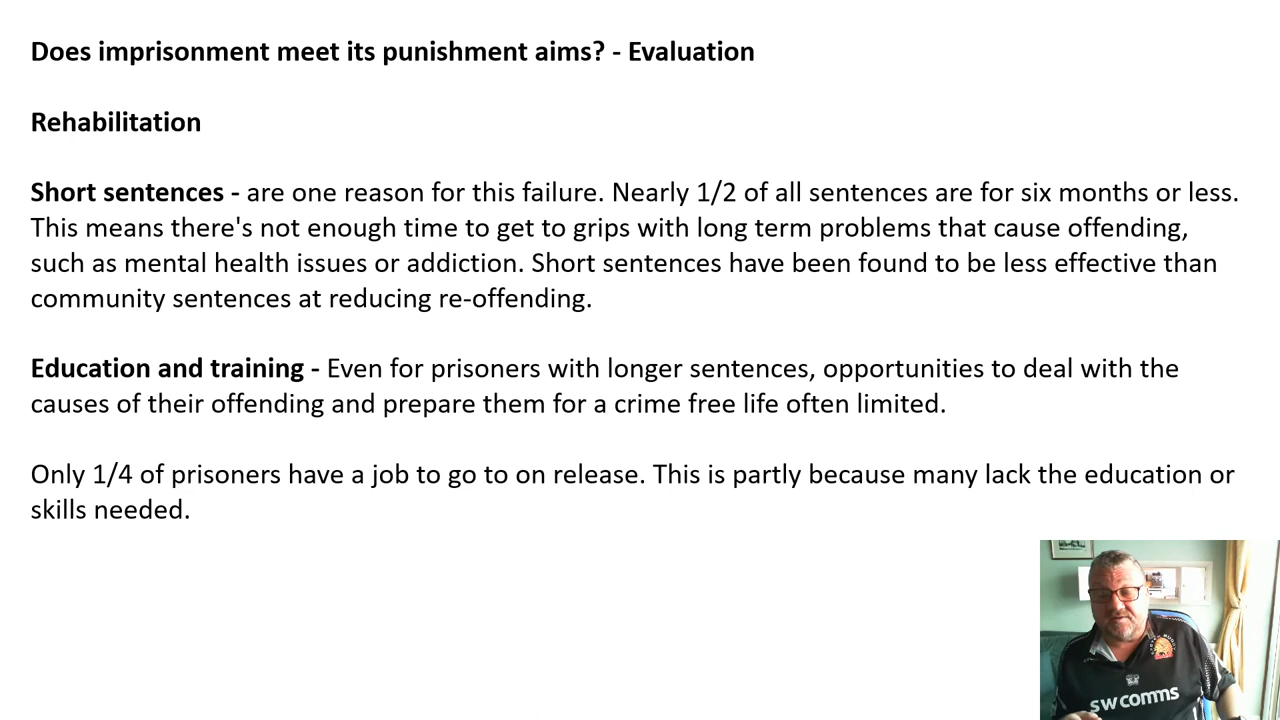 Does imprisonment meet its punishment aims? - Evaluation
Rehabilitation
Short sentences - are one reason for this failure. Nearly 1/2 of all sentences are for six months or less.
This means there's not enough time to get to grips with long term problems that cause offending,
such as mental health issues or addiction. Short sentences have been found to be less effective than
community sentences at reducing re-offending.
Education and training - Even for prisoners with longer sentences, opportunities to deal with the
causes of their offending and prepare them for a crime free life often limited.
Only 1/4 of prisoners have a job to go to on release. This is partly because many lack the education or
skills needed.
sw comms